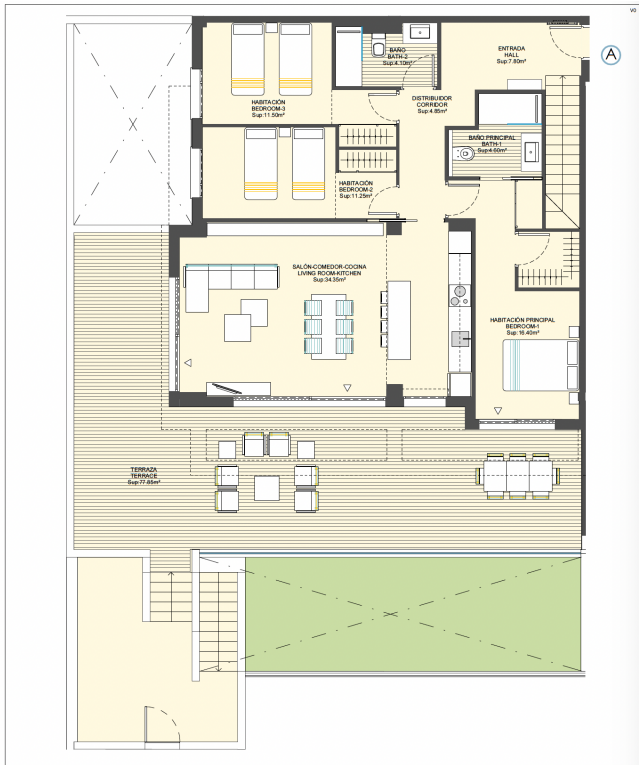 V0
A
BAÑO
BATH-2
Sup:4.10m²
ENTRADA
HALL
Sup:7.80m²
HABITACIÓN
BEDROOM-3
Sup:11.50m²
DISTRIBUIDOR
CORRIDOR
Sup:4.85m²
BAÑO PRINCIPAL
BATH-1
Sup:4.60m²
HABITACIÓN
BEDROOM-2
Sup:11.25m²
SALÓN-COMEDOR-COCINA
LIVING ROOM-KITCHEN
Sup:34.35m²
HABITACIÓN PRINCIPAL
BEDROOM-1
Sup:16.40m²
TERRAZA
TERRACE
Sup:77.85m²